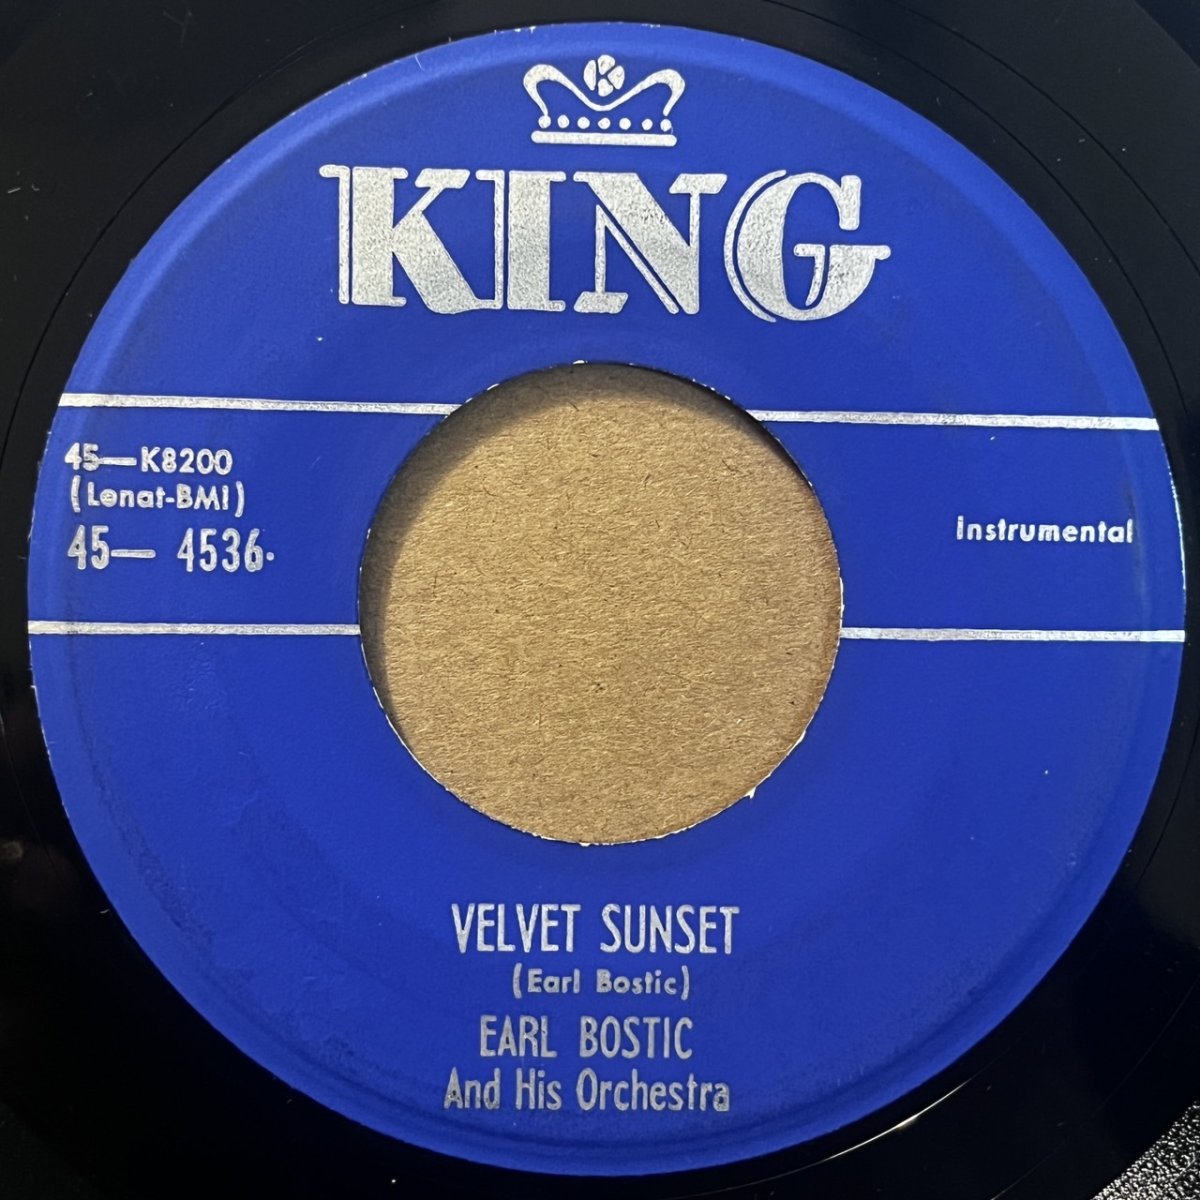 K
KING
45—K8200
(Lonat-BMI)
45— 4536·
Instrumental
VELVET SUNSET
(Earl Bostic)
EARL BOSTIC
And His Orchestra